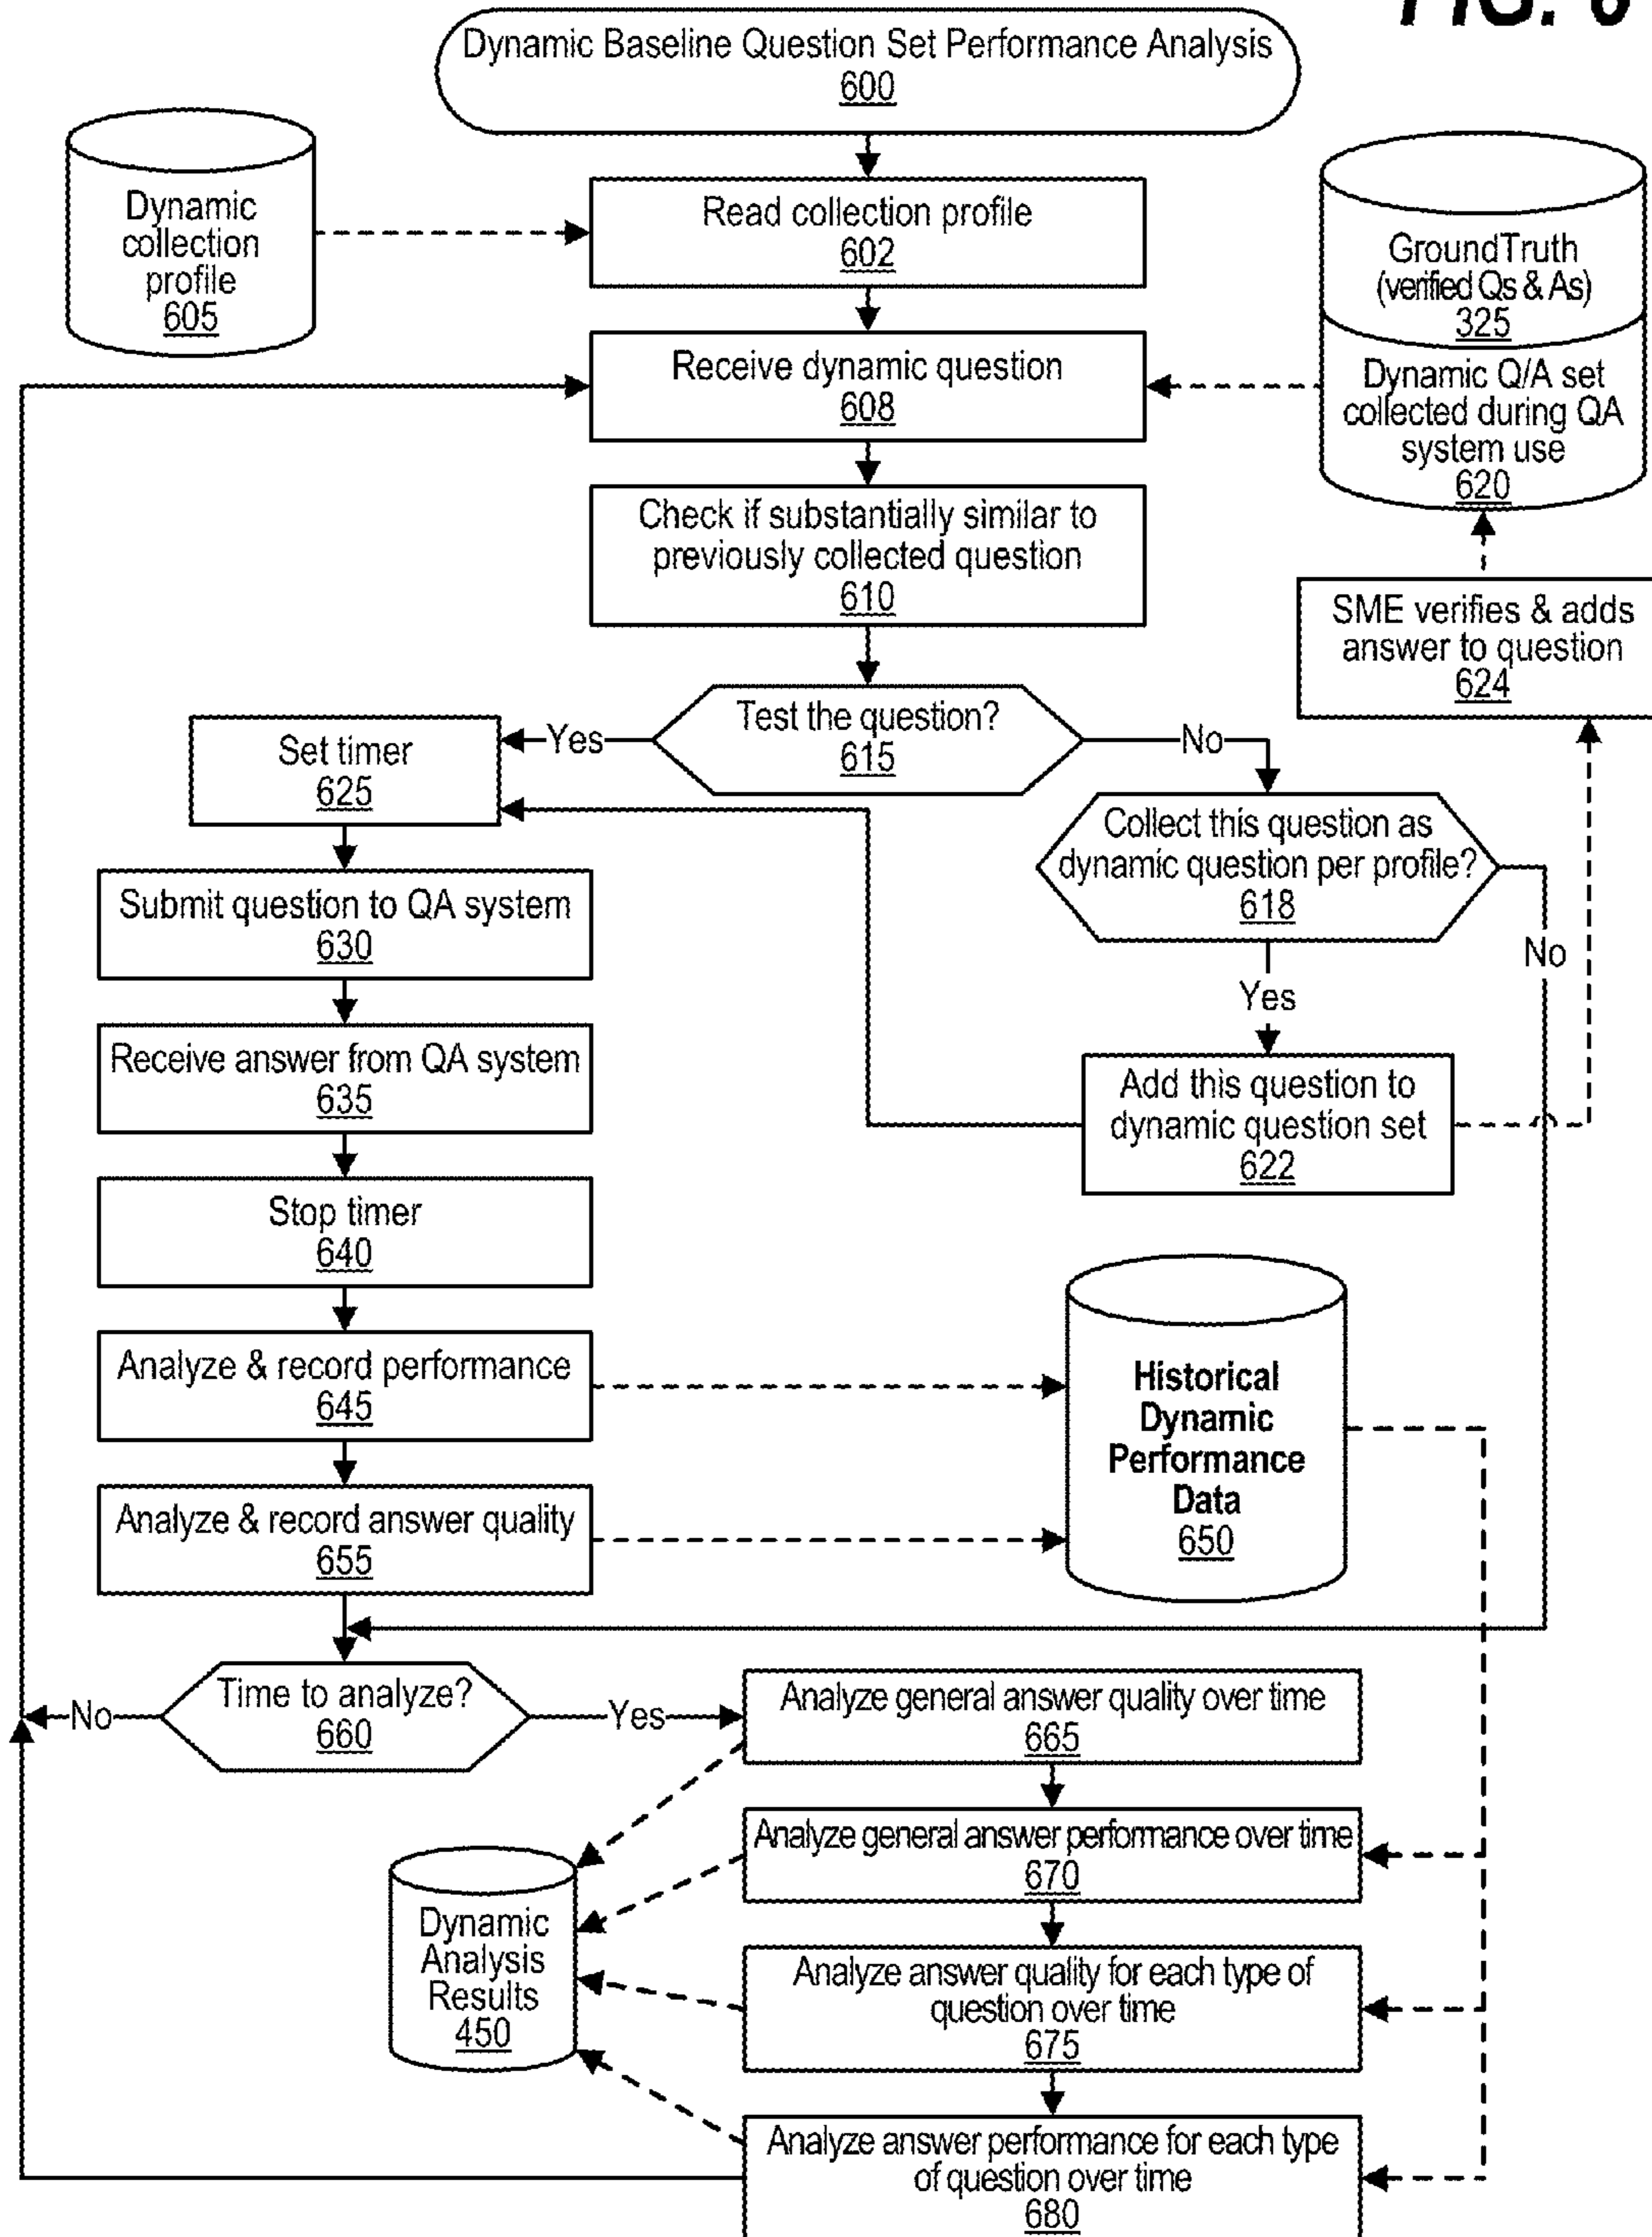 FIG. 6
Dynamic Baseline Question Set Performance Analysis
600
Dynamic
collection
profile
605
Read collection profile
602
GroundTruth
(verified Qs & As)
325
Dynamic Q/A set
collected during QA
system use
620
Receive dynamic question
608
Check if substantially similar to
previously collected question
610
SME verifies & adds
answer to question
624
Test the question?
615
Yes
No
Set timer
625
Collect this question as
dynamic question per profile?
618
No
Yes
Submit question to QA system
630
Receive answer from QA system
635
Add this question to
dynamic question set
622
Stop timer
640
Analyze & record performance
645
Historical
Dynamic
Performance
Data
650
Analyze & record answer quality
655
Time to analyze?
660
No
Yes
Analyze general answer quality over time
665
Analyze general answer performance over time
670
Dynamic
Analysis
Results
450
Analyze answer quality for each type of
question over time
675
Analyze answer performance for each type
of question over time
680